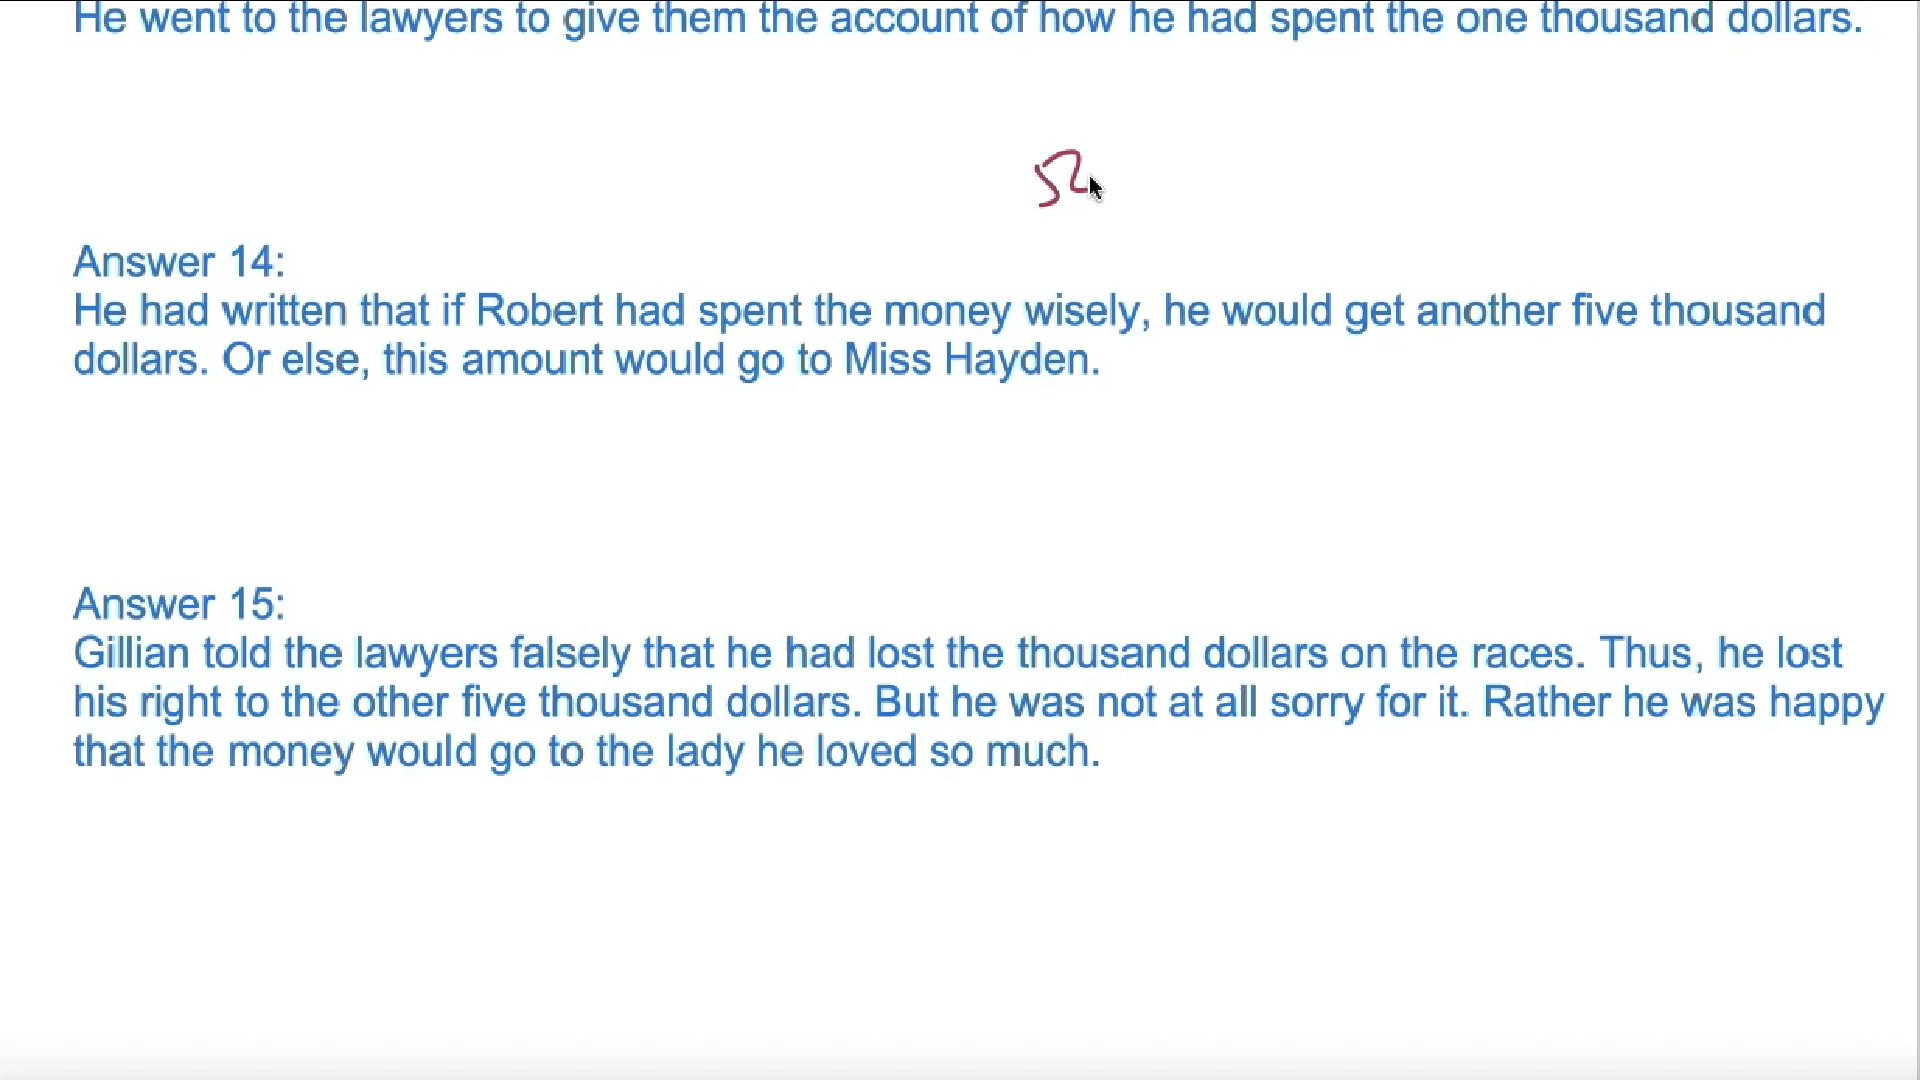 He went to the lawyers to give them the account of how he had spent the one thousand dollars.
52
Answer 14:
He had written that if Robert had spent the money wisely, he would get another five thousand
dollars. Or else, this amount would go to Miss Hayden.
Answer 15:
Gillian told the lawyers falsely that he had lost the thousand dollars on the races. Thus, he lost
his right to the other five thousand dollars. But he was not at all sorry for it. Rather he was happy
that the money would go to the lady he loved so much.